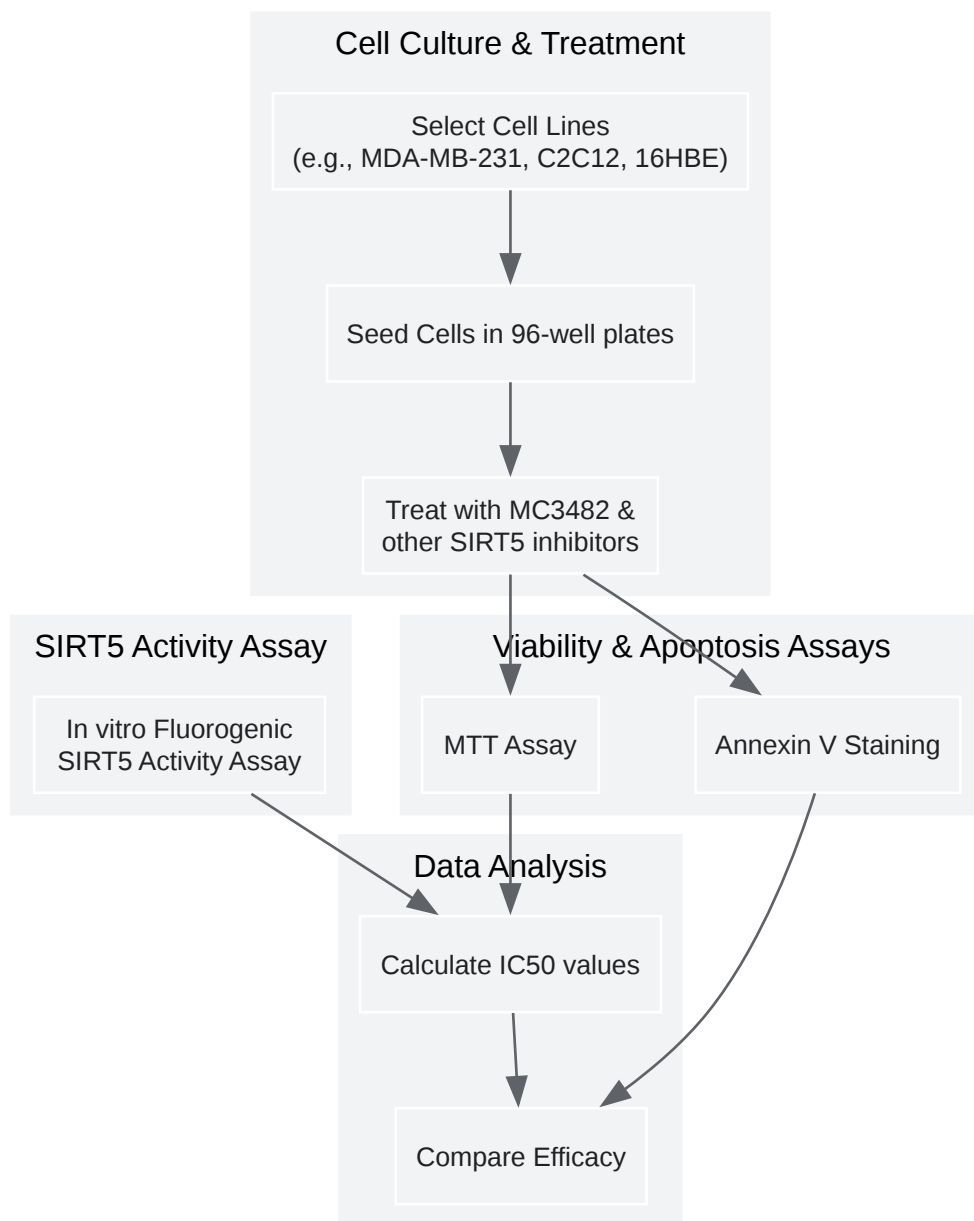 Cell Culture & Treatment
Select Cell Lines
(e.g., MDA-MB-231, C2C12, 16HBE)
Seed Cells in 96-well plates
Treat with MC3482 &
other SIRT5 inhibitors
SIRT5 Activity Assay
In vitro Fluorogenic
SIRT5 Activity Assay
Viability & Apoptosis Assays
MTT Assay
Annexin V Staining
Data Analysis
Calculate IC50 values
Compare Efficacy